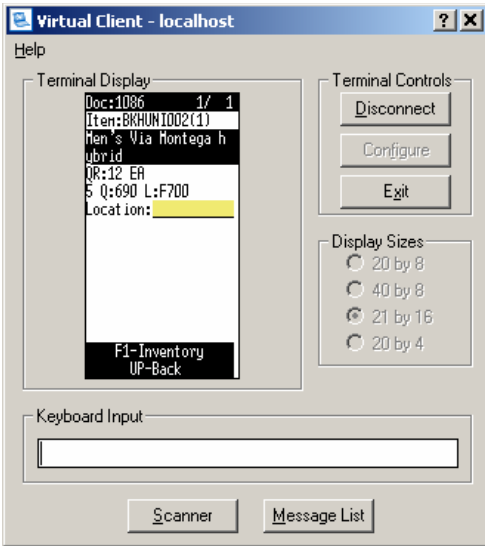 Virtual Client - localhost
Help
Terminal Display
Doc:1086 1/ 1
Item:BKHUNI002(1)
Men's Via Montega h
ybrid
QR:12 EA
5 Q:690 L:F700
Location:
F1-Inventory
UP-Back
Terminal Controls
Disconnect
Configure
Exit
Display Sizes
20 by 8
40 by 8
21 by 16
20 by 4
Keyboard Input
Scanner
Message List